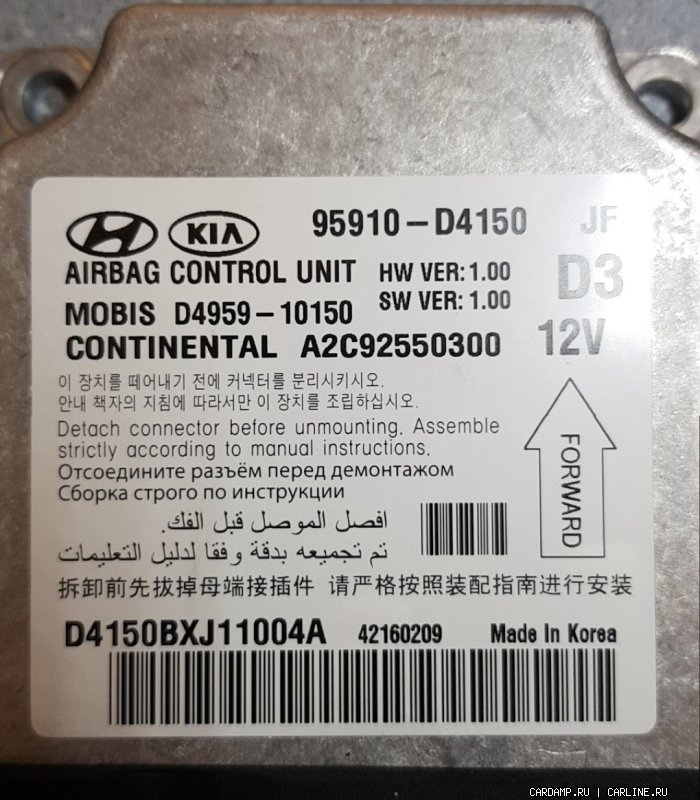 KIA 95910-D4150 JF
AIRBAG CONTROL UNIT HW VER: 1.00 D3
MOBIS D4959-10150 SW VER: 1.00
CONTINENTAL A2C92550300 12V
이 장치를 떼어내기 전에 커넥터를 분리시키시오.
안내 책자의 지침에 따라서만 이 장치를 조립하십시오.
Detach connector before unmounting. Assemble
strictly according to manual instructions.
Отсоедините разъём перед демонтажом
Сборка строго по инструкции
FORWARD
افصل الموصل قبل الفك.
تم تجميعه بدقة وفقا لدليل التعليمات
拆卸前先拔掉母端接插件 请严格按照装配指南进行安装
D4150BXJ11004A 42160209 Made In Korea
CARDAMP.RU | CARLINE.RU